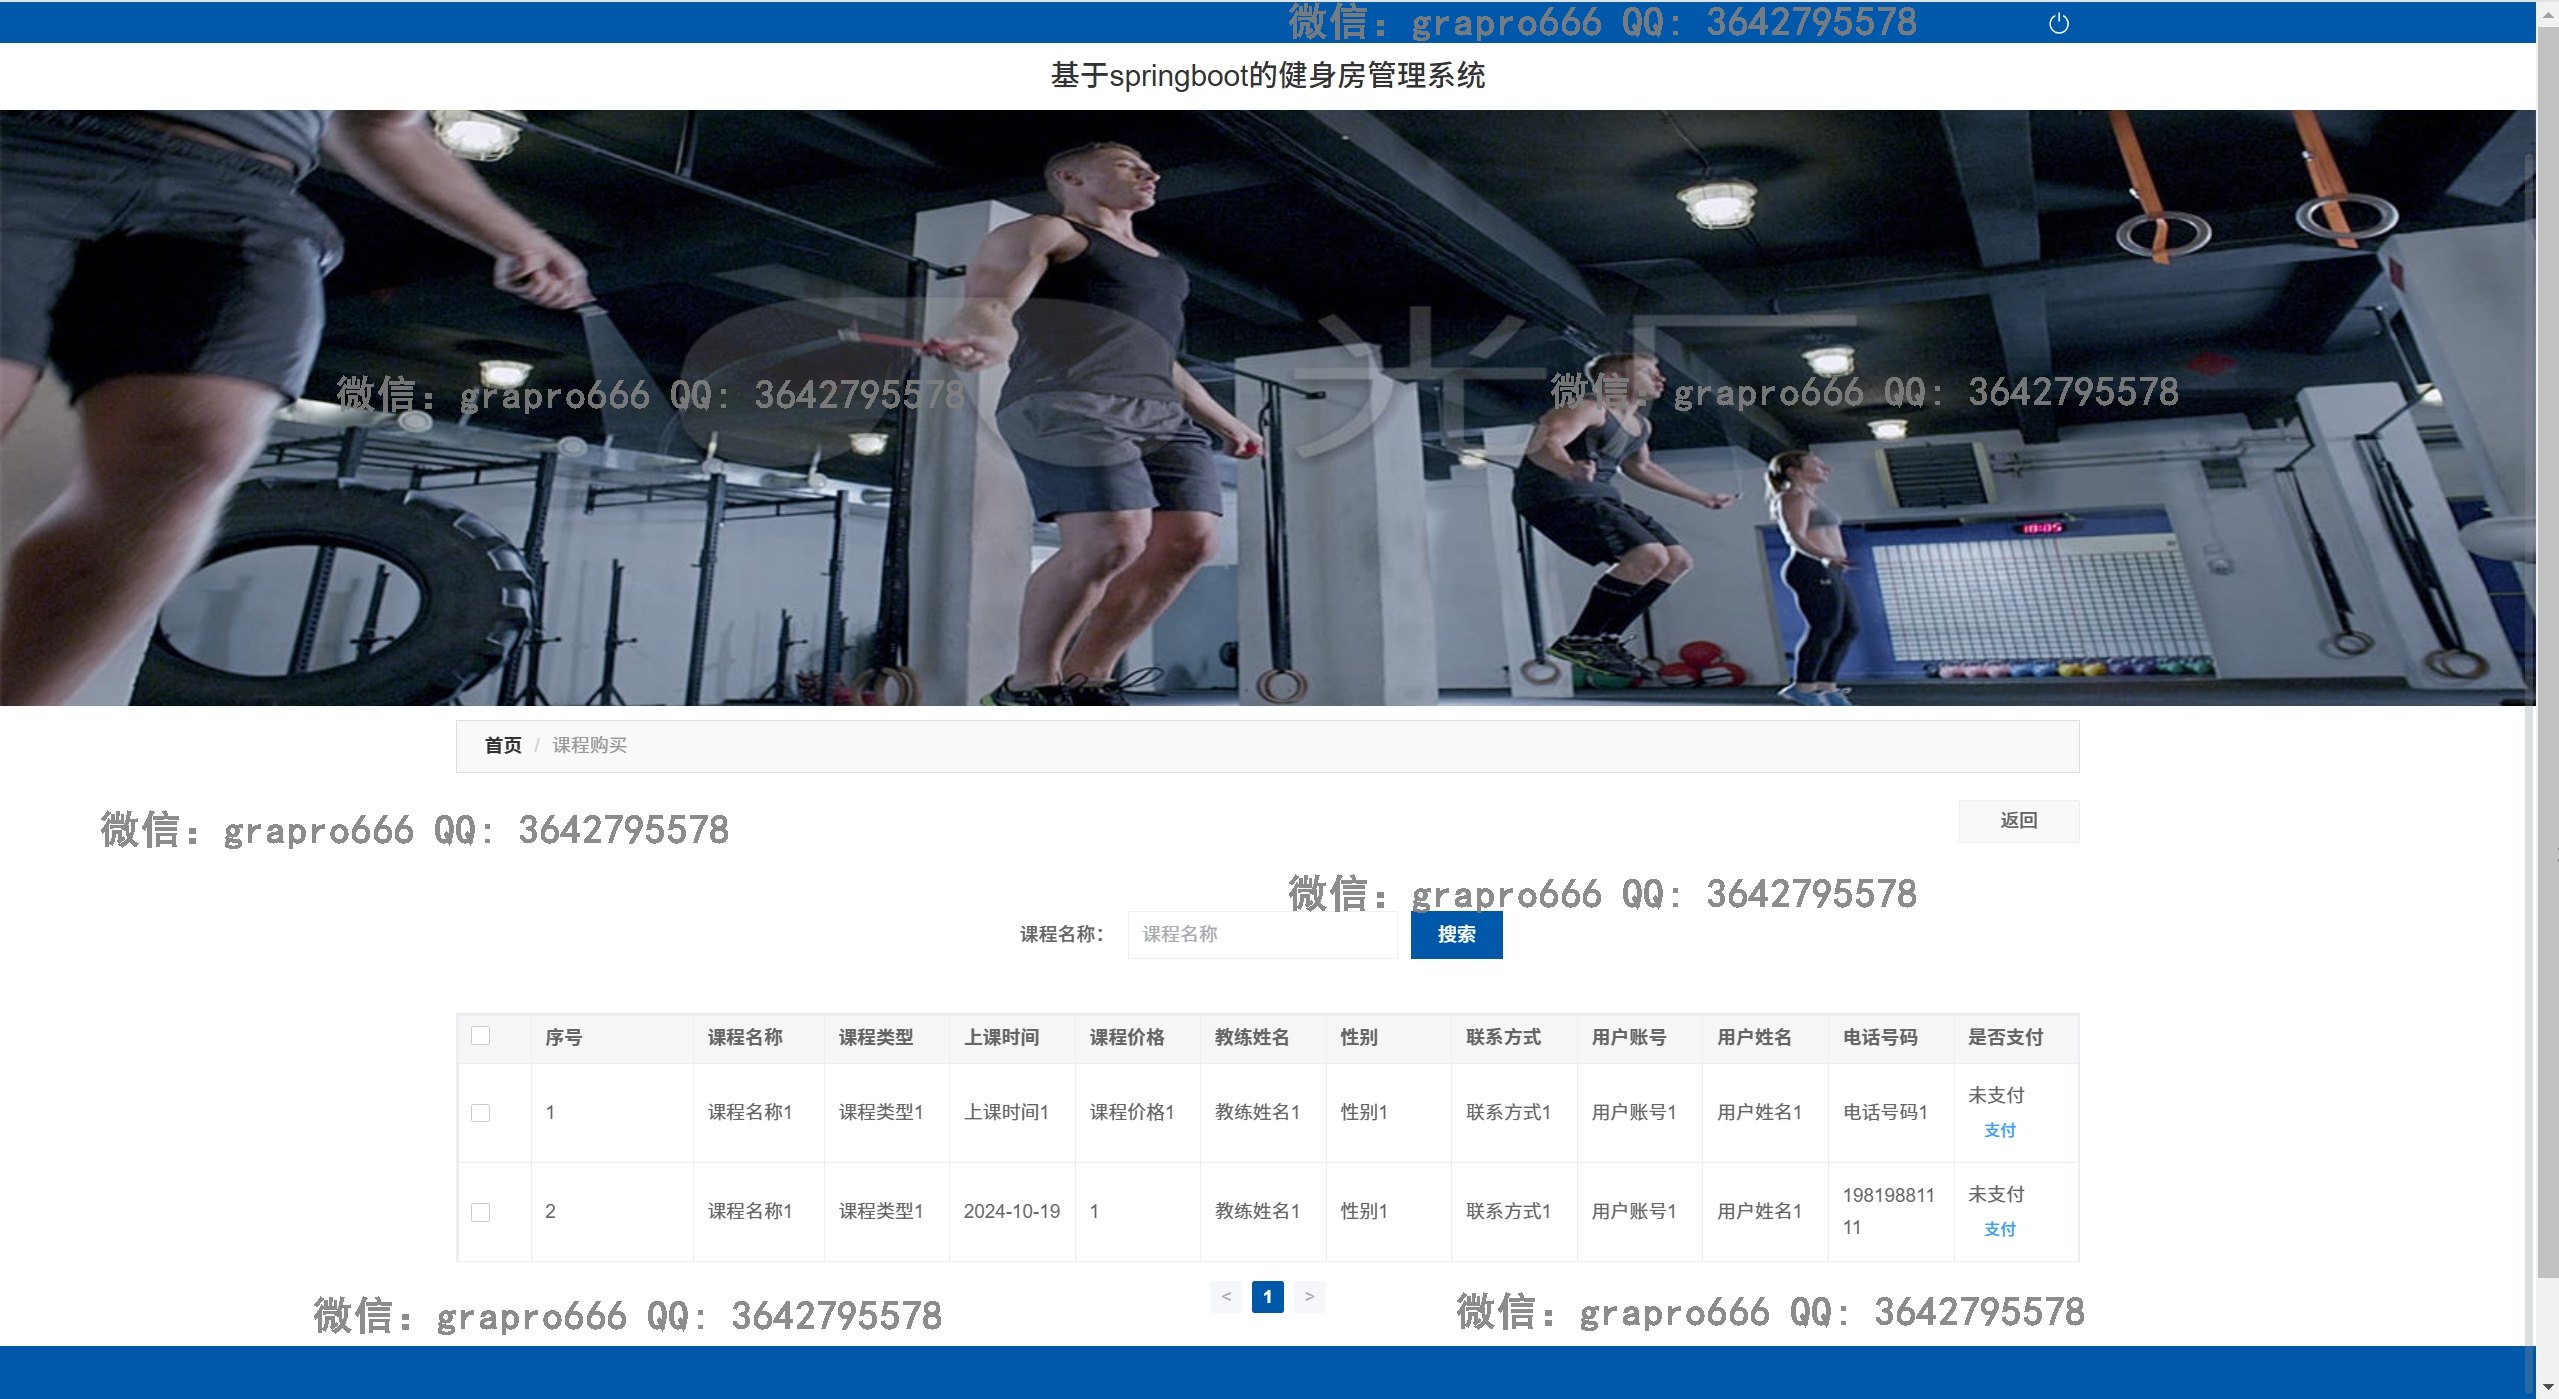 微信: grapro666 QQ: 3642795578
基于springboot的健身房管理系统
光厂
微信: grapro666 QQ: 3642795578
微信: grapro666 QQ: 3642795578
18:05
首页 / 课程购买
微信: grapro666 QQ: 3642795578
返回
微信: grapro666 QQ: 3642795578
课程名称： 课程名称 搜索
序号 课程名称 课程类型 上课时间 课程价格 教练姓名 性别 联系方式 用户账号 用户姓名 电话号码 是否支付
1 课程名称1 课程类型1 上课时间1 课程价格1 教练姓名1 性别1 联系方式1 用户账号1 用户姓名1 电话号码1 未支付
支付
2 课程名称1 课程类型1 2024-10-19 1 教练姓名1 性别1 联系方式1 用户账号1 用户姓名1 198198811 未支付
11 支付
< 1 >
微信: grapro666 QQ: 3642795578
微信: grapro666 QQ: 3642795578